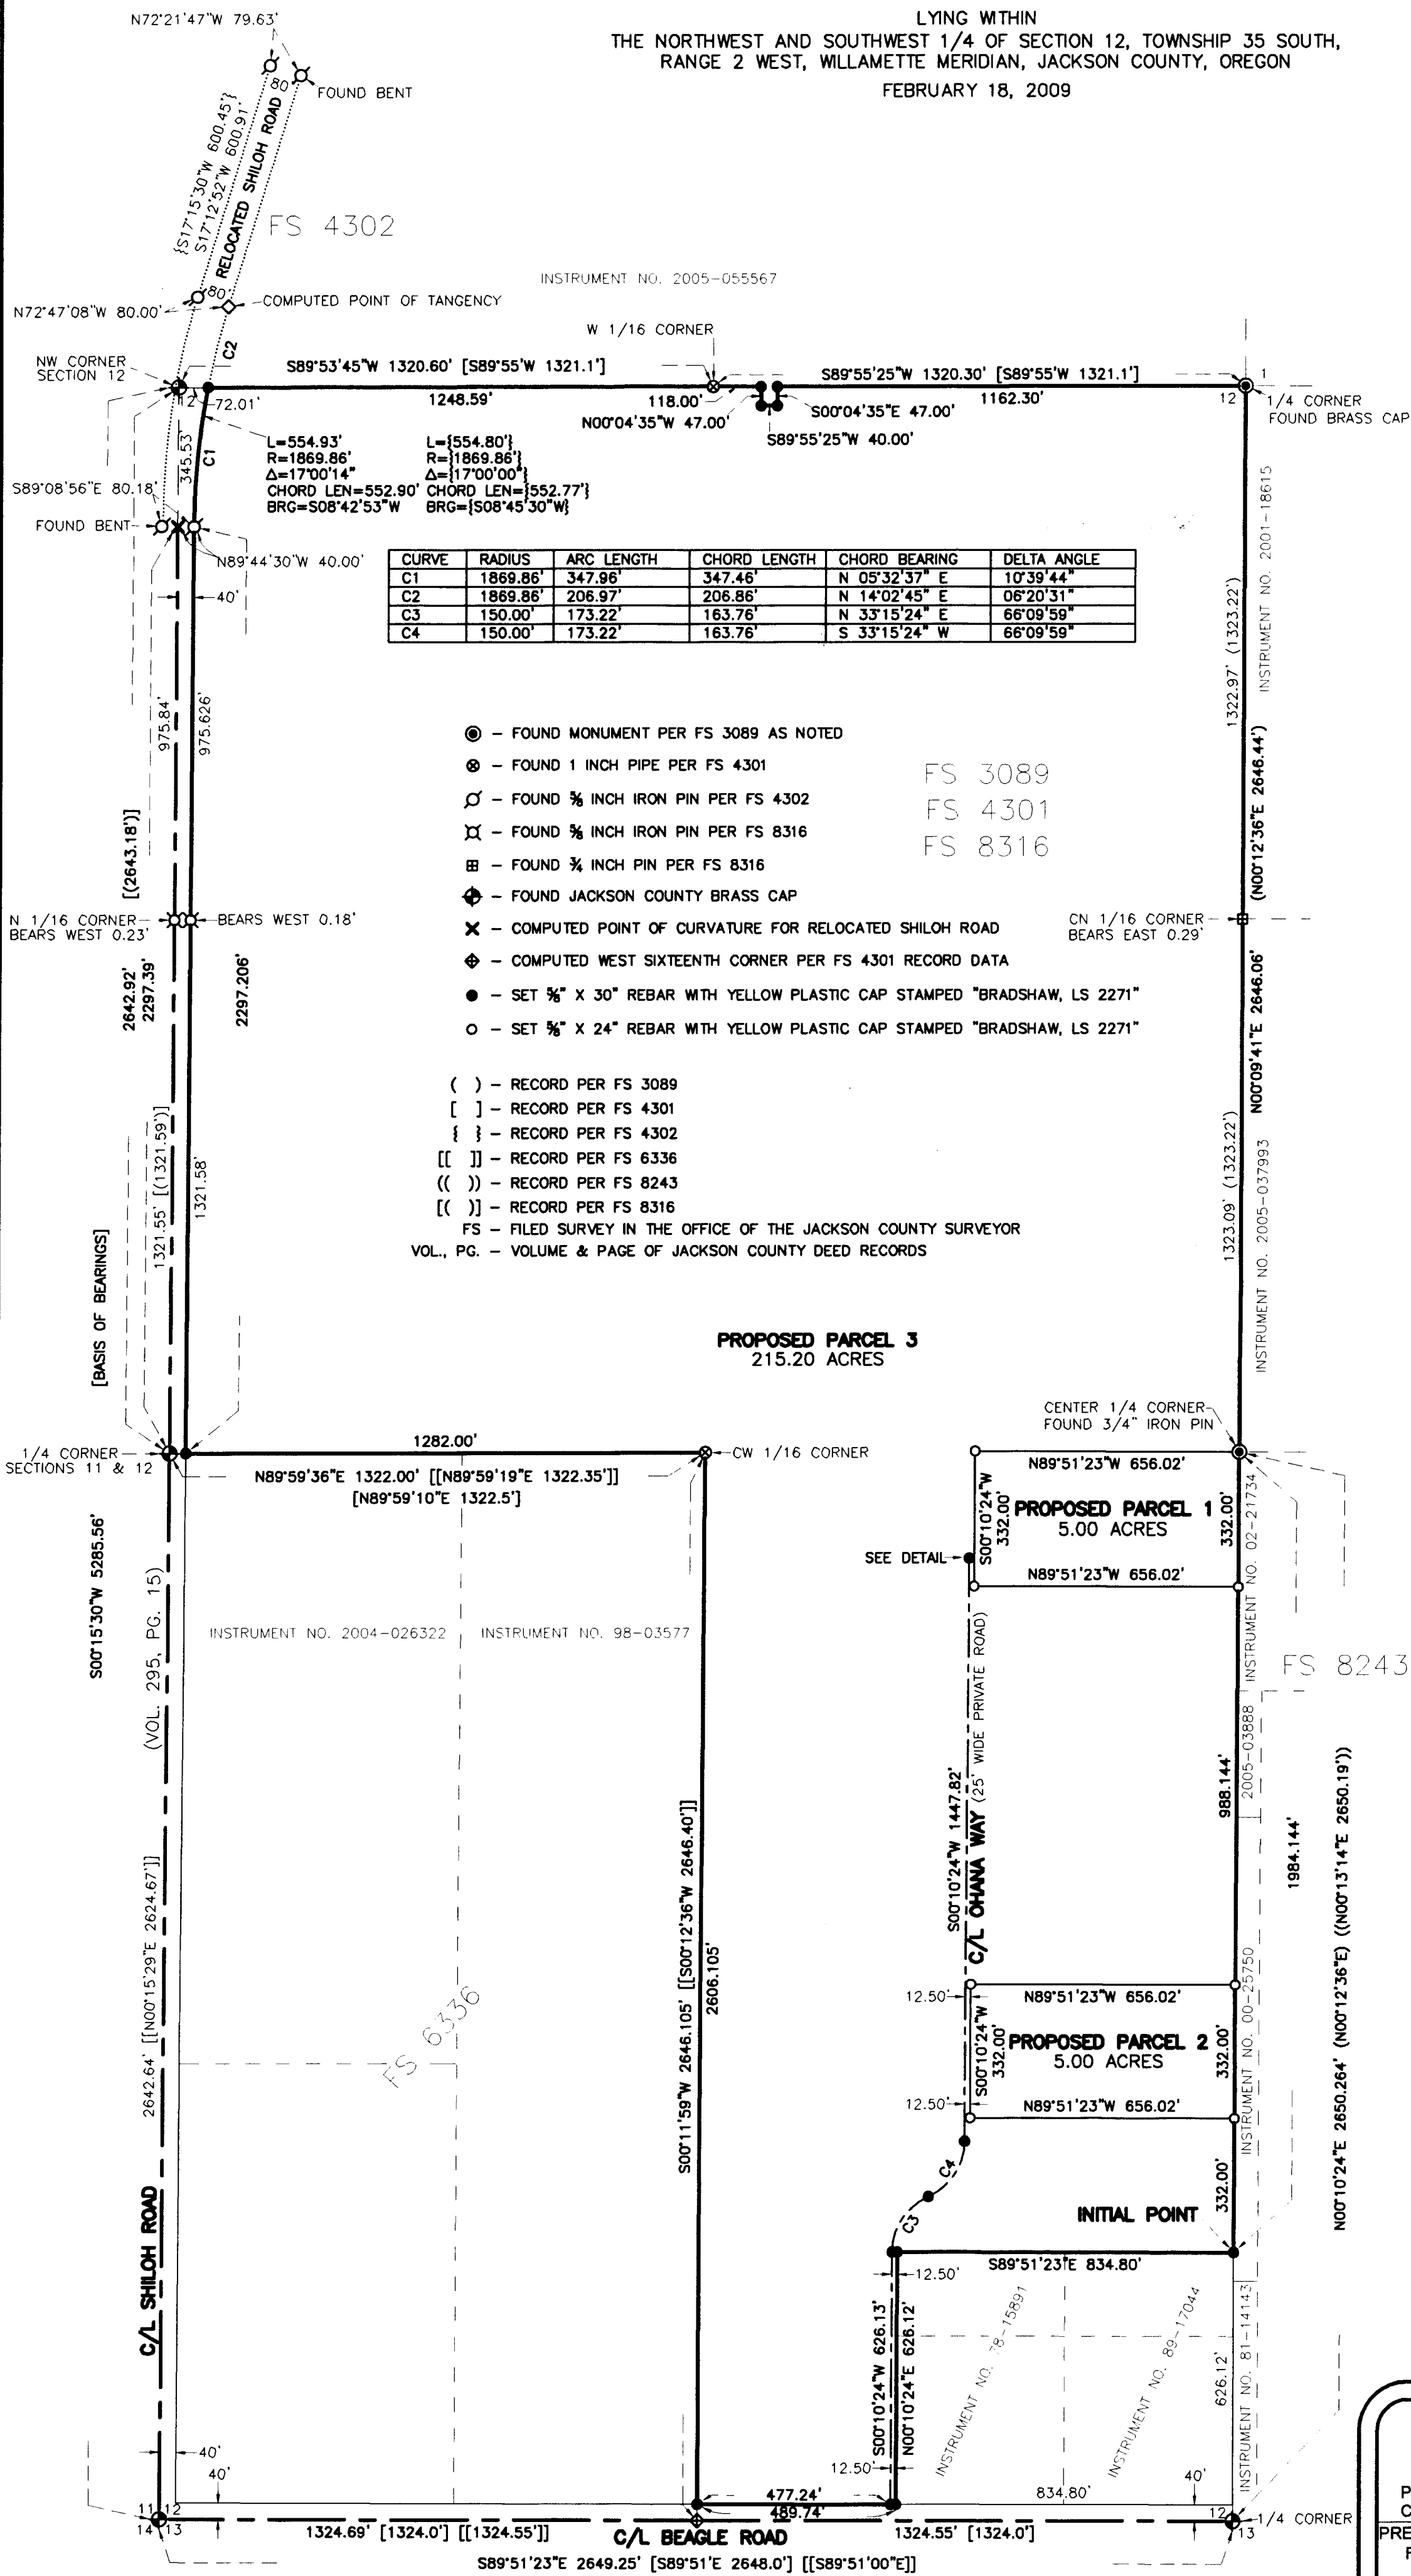 LYING WITHIN
THE NORTHWEST AND SOUTHWEST 1/4 OF SECTION 12, TOWNSHIP 35 SOUTH,
RANGE 2 WEST, WILLAMETTE MERIDIAN, JACKSON COUNTY, OREGON
FEBRUARY 18, 2009
N72°21'47"W 79.63'
80'
FOUND BENT
{S17°15'30"W 600.45'}
S17°12'52"W 600.91'
RELOCATED SHILOH ROAD
FS 4302
INSTRUMENT NO. 2005-055567
80'
COMPUTED POINT OF TANGENCY
N72°47'08"W 80.00'
C2
W 1/16 CORNER
NW CORNER
SECTION 12
S89°53'45"W 1320.60' [S89°55'W 1321.1']
S89°55'25"W 1320.30' [S89°55'W 1321.1']
1
12
12
72.01'
1248.59'
118.00'
1162.30'
1/4 CORNER
FOUND BRASS CAP
N00°04'35"W 47.00'
S00°04'35"E 47.00'
S89°55'25"W 40.00'
345.53'
C1
L=554.93' L={554.80'}
R=1869.86' R={1869.86'}
Δ=17°00'14" Δ={17°00'00"}
CHORD LEN=552.90' CHORD LEN={552.77'}
BRG=S08°42'53"W BRG={S08°45'30"W}
S89°08'56"E 80.18'
FOUND BENT
N89°44'30"W 40.00'
40'
CURVE RADIUS ARC LENGTH CHORD LENGTH CHORD BEARING DELTA ANGLE
C1 1869.86' 347.96' 347.46' N 05°32'37" E 10°39'44"
C2 1869.86' 206.97' 206.86' N 14°02'45" E 06°20'31"
C3 150.00' 173.22' 163.76' N 33°15'24" E 66°09'59"
C4 150.00' 173.22' 163.76' S 33°15'24" W 66°09'59"
INSTRUMENT NO. 2001-18615
1322.97' (1323.22')
975.84'
975.626'
- FOUND MONUMENT PER FS 3089 AS NOTED
- FOUND 1 INCH PIPE PER FS 4301
- FOUND ⅝ INCH IRON PIN PER FS 4302
- FOUND ⅝ INCH IRON PIN PER FS 8316
- FOUND ¾ INCH PIN PER FS 8316
- FOUND JACKSON COUNTY BRASS CAP
- COMPUTED POINT OF CURVATURE FOR RELOCATED SHILOH ROAD
- COMPUTED WEST SIXTEENTH CORNER PER FS 4301 RECORD DATA
- SET ⅝" X 30" REBAR WITH YELLOW PLASTIC CAP STAMPED "BRADSHAW, LS 2271"
- SET ⅝" X 24" REBAR WITH YELLOW PLASTIC CAP STAMPED "BRADSHAW, LS 2271"
FS 3089
FS 4301
FS 8316
(N00°12'36"E 2646.44')
[(2643.18')]
N 1/16 CORNER
BEARS WEST 0.23'
BEARS WEST 0.18'
CN 1/16 CORNER
BEARS EAST 0.29'
2642.92'
2297.39'
2297.206'
N00°09'41"E 2646.06'
( ) - RECORD PER FS 3089
[ ] - RECORD PER FS 4301
{ } - RECORD PER FS 4302
[[ ]] - RECORD PER FS 6336
(( )) - RECORD PER FS 8243
[( )] - RECORD PER FS 8316
FS - FILED SURVEY IN THE OFFICE OF THE JACKSON COUNTY SURVEYOR
VOL., PG. - VOLUME & PAGE OF JACKSON COUNTY DEED RECORDS
1321.55' [(1321.59')]
1321.58'
1323.09' (1323.22')
INSTRUMENT NO. 2005-037993
[BASIS OF BEARINGS]
PROPOSED PARCEL 3
215.20 ACRES
CENTER 1/4 CORNER
FOUND 3/4" IRON PIN
1/4 CORNER
SECTIONS 11 & 12
1282.00'
CW 1/16 CORNER
N89°59'36"E 1322.00' [[N89°59'19"E 1322.35']]
[N89°59'10"E 1322.5']
N89°51'23"W 656.02'
S00°10'24"W
332.00'
PROPOSED PARCEL 1
5.00 ACRES
332.00'
INSTRUMENT NO. 02-21734
SEE DETAIL
N89°51'23"W 656.02'
S00°15'30"W 5285.56'
(VOL. 295, PG. 15)
INSTRUMENT NO. 2004-026322
INSTRUMENT NO. 98-03577
FS 8243
S00°10'24"W 1447.82'
C/L OHANA WAY (25' WIDE PRIVATE ROAD)
988.144'
2005-03888
1984.144'
N00°10'24"E 2650.264' (N00°12'36"E) ((N00°13'14"E 2650.19'))
S00°11'59"W 2646.105' [[S00°12'36"W 2646.40']]
2606.105'
2642.64' [[N00°15'29"E 2624.67']]
C/L SHILOH ROAD
FS 6336
12.50'
N89°51'23"W 656.02'
S00°10'24"W
332.00'
PROPOSED PARCEL 2
5.00 ACRES
332.00'
INSTRUMENT NO. 00-25750
12.50'
N89°51'23"W 656.02'
C4
C3
332.00'
INITIAL POINT
S89°51'23"E 834.80'
12.50'
S00°10'24"W 626.13'
N00°10'24"E 626.12'
INSTRUMENT NO. 78-15891
INSTRUMENT NO. 89-17044
626.12'
INSTRUMENT NO. 81-14143
12.50'
40'
40'
477.24'
489.74'
834.80'
40'
11 12
14 13
12
13
1/4 CORNER
1324.69' [1324.0'] [[1324.55']]
C/L BEAGLE ROAD
1324.55' [1324.0']
S89°51'23"E 2649.25' [S89°51'E 2648.0'] [[S89°51'00"E]]